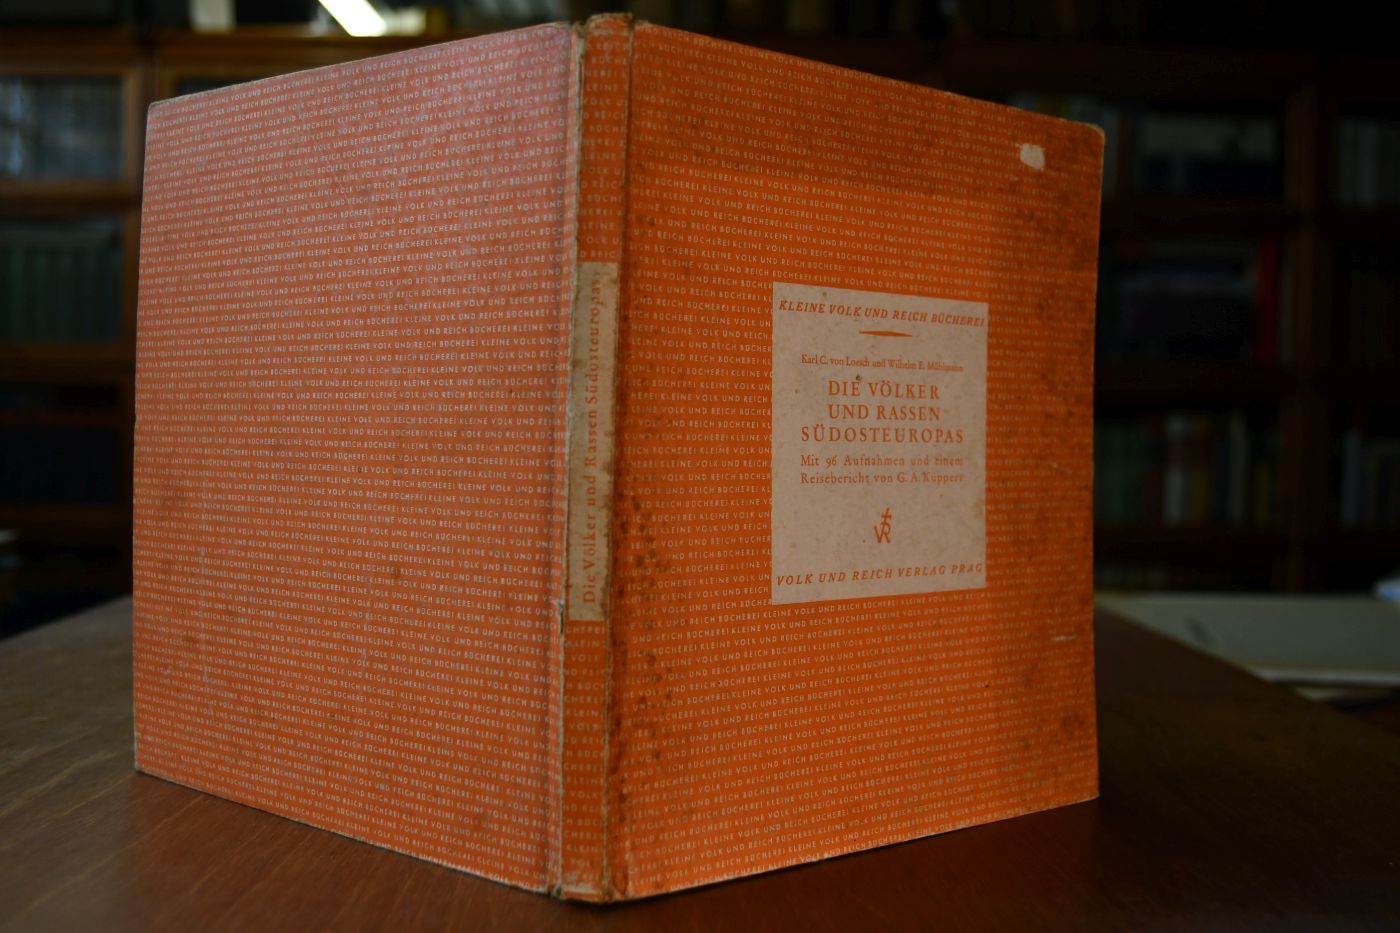 Die Völker und Rassen Südosteuropas
KLEINE VOLK UND REICH BÜCHEREI
Karl C. von Loesch und Wilhelm E. Mühlmann
DIE VÖLKER
UND RASSEN
SÜDOSTEUROPAS
Mit 96 Aufnahmen und einem
Reisebericht von G. A. Küppers
VR
VOLK UND REICH VERLAG PRAG